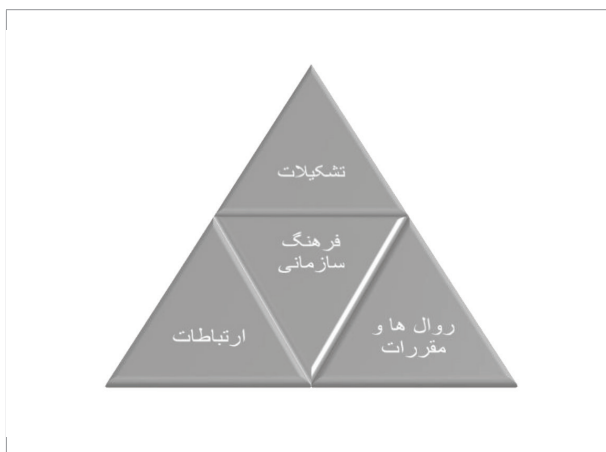 تشکیلات
فرهنگ
سازمانی
روال ها و
مقررات
ارتباطات